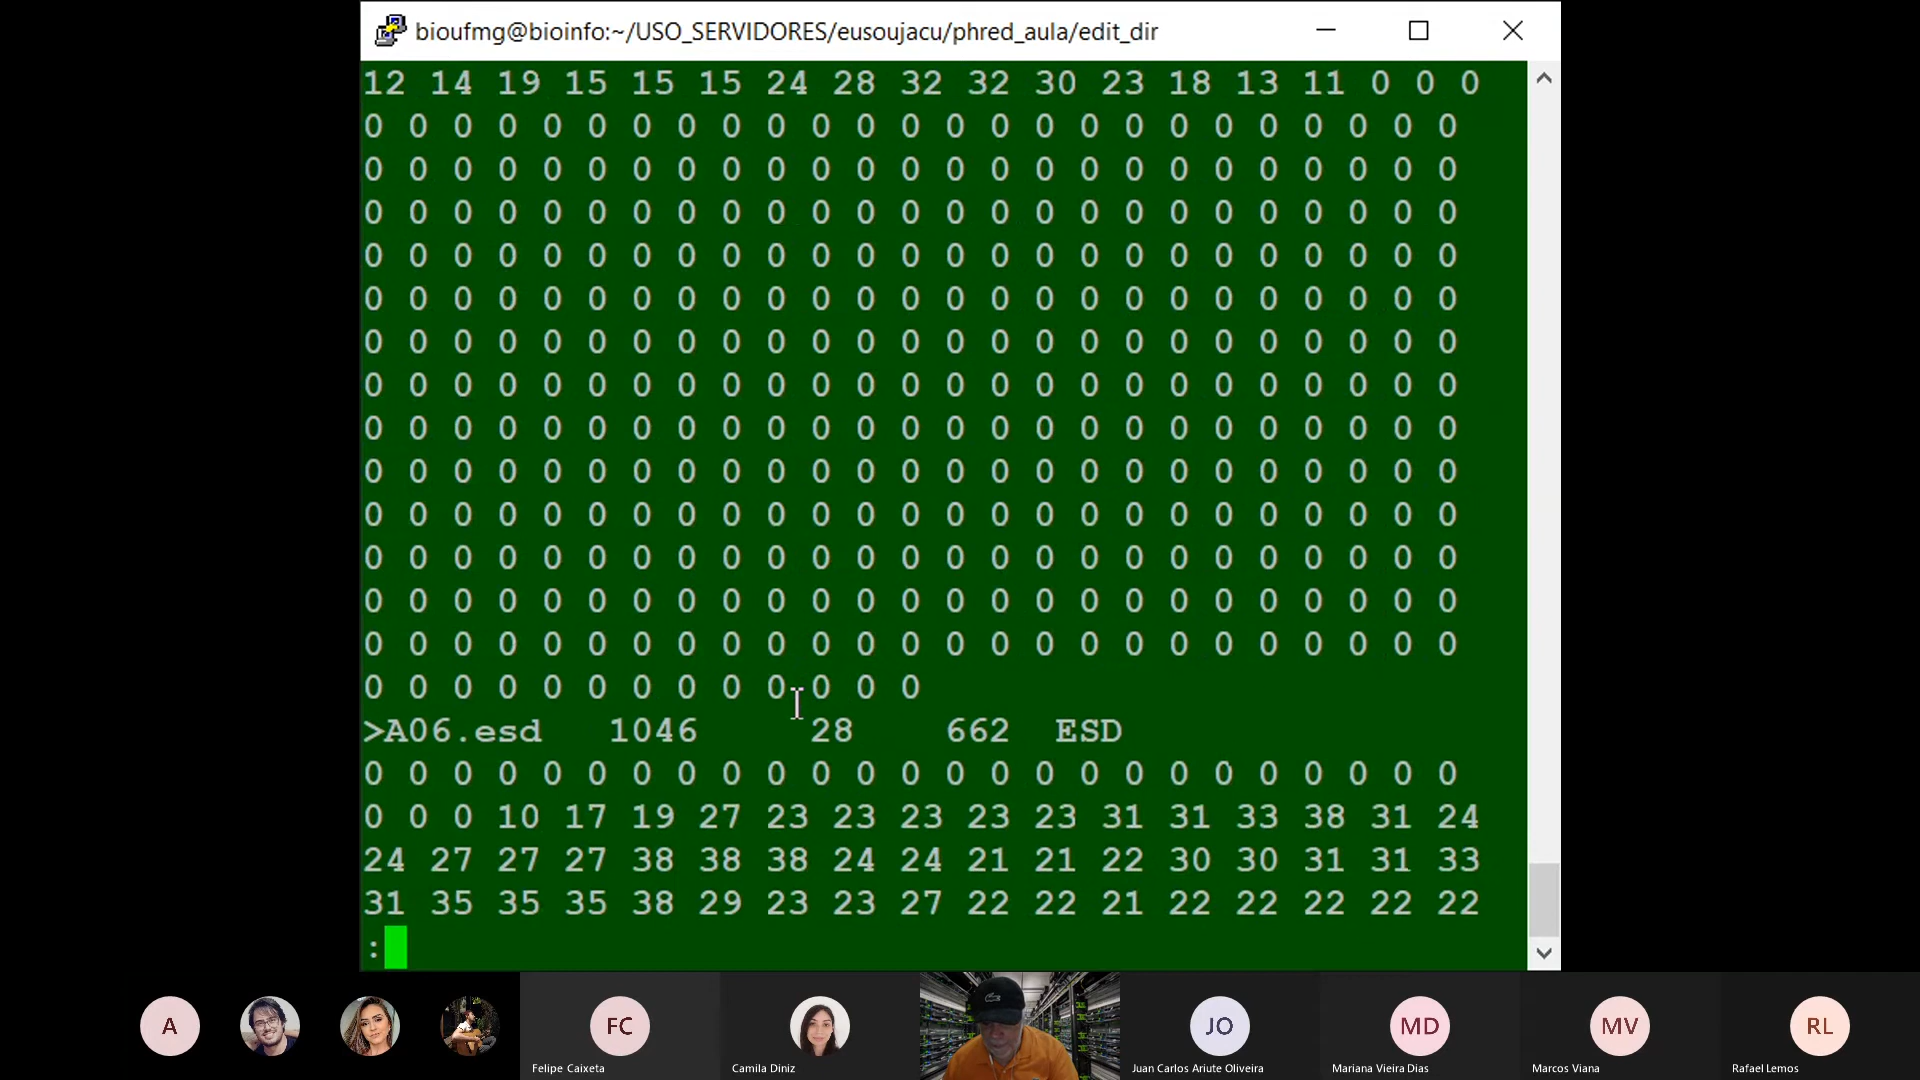 bioufmg@bioinfo:~/USO_SERVIDORES/eusoujacu/phred_aula/edit_dir
12 14 19 15 15 15 24 28 32 32 30 23 18 13 11 0 0 0
0 0 0 0 0 0 0 0 0 0 0 0 0 0 0 0 0 0 0 0 0 0 0 0 0
0 0 0 0 0 0 0 0 0 0 0 0 0 0 0 0 0 0 0 0 0 0 0 0 0
0 0 0 0 0 0 0 0 0 0 0 0 0 0 0 0 0 0 0 0 0 0 0 0 0
0 0 0 0 0 0 0 0 0 0 0 0 0 0 0 0 0 0 0 0 0 0 0 0 0
0 0 0 0 0 0 0 0 0 0 0 0 0 0 0 0 0 0 0 0 0 0 0 0 0
0 0 0 0 0 0 0 0 0 0 0 0 0 0 0 0 0 0 0 0 0 0 0 0 0
0 0 0 0 0 0 0 0 0 0 0 0 0 0 0 0 0 0 0 0 0 0 0 0 0
0 0 0 0 0 0 0 0 0 0 0 0 0 0 0 0 0 0 0 0 0 0 0 0 0
0 0 0 0 0 0 0 0 0 0 0 0 0 0 0 0 0 0 0 0 0 0 0 0 0
0 0 0 0 0 0 0 0 0 0 0 0 0 0 0 0 0 0 0 0 0 0 0 0 0
0 0 0 0 0 0 0 0 0 0 0 0 0 0 0 0 0 0 0 0 0 0 0 0 0
0 0 0 0 0 0 0 0 0 0 0 0 0 0 0 0 0 0 0 0 0 0 0 0 0
0 0 0 0 0 0 0 0 0 0 0 0 0 0 0 0 0 0 0 0 0 0 0 0 0
0 0 0 0 0 0 0 0 0 0 0 0 0
>A06.esd 1046 28 662 ESD
0 0 0 0 0 0 0 0 0 0 0 0 0 0 0 0 0 0 0 0 0 0 0 0 0
0 0 0 10 17 19 27 23 23 23 23 23 31 31 33 38 31 24
24 27 27 27 38 38 38 24 24 21 21 22 30 30 31 31 33
31 35 35 35 38 29 23 23 27 22 22 21 22 22 22 22 22
:
A
FC
JO
MD
MV
RL
Felipe Caixeta
Camila Diniz
Juan Carlos Ariute Oliveira
Mariana Vieira Dias
Marcos Viana
Rafael Lemos